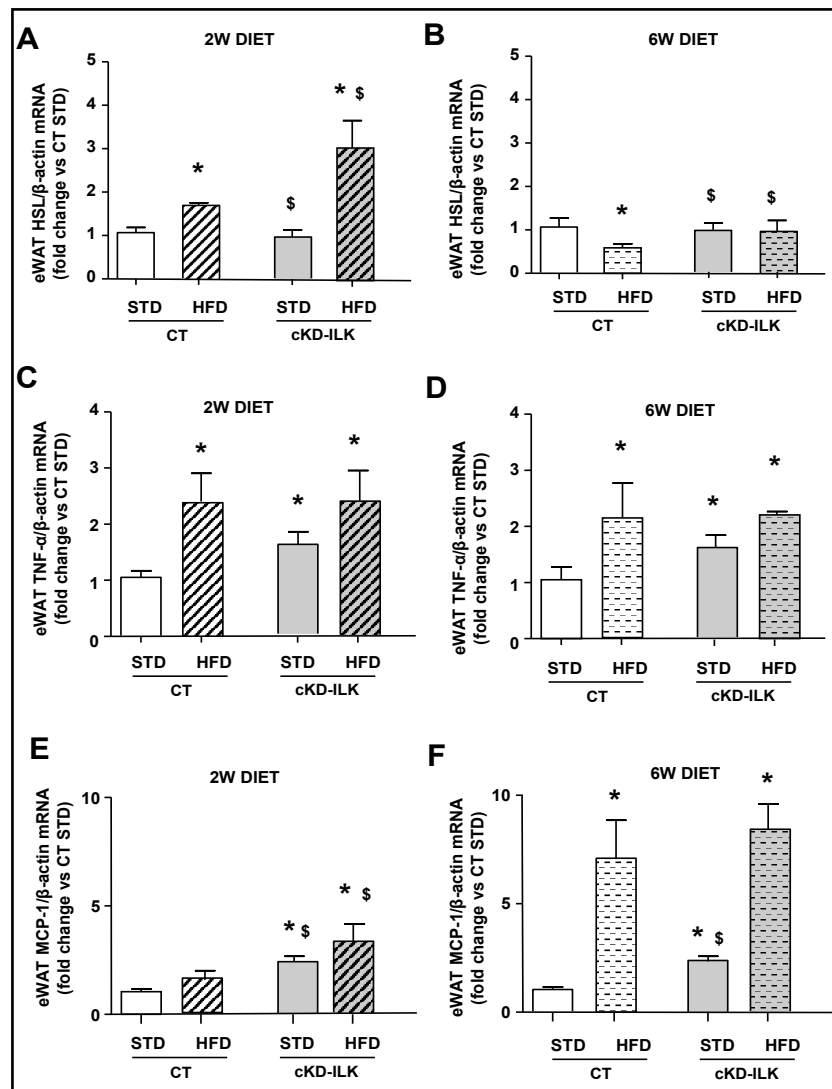 A
2W DIET
eWAT HSL/β-actin mRNA
(fold change vs CT STD)
5
4
3
2
1
0
*
$
* $
STD HFD STD HFD
CT cKD-ILK
B
6W DIET
eWAT HSL/β-actin mRNA
(fold change vs CT STD)
5
4
3
2
1
0
*
$
$
STD HFD STD HFD
CT cKD-ILK
C
2W DIET
eWAT TNF-α/β-actin mRNA
(fold change vs CT STD)
4
3
2
1
0
*
*
*
STD HFD STD HFD
CT cKD-ILK
D
6W DIET
eWAT TNF-α/β-actin mRNA
(fold change vs CT STD)
4
3
2
1
0
*
*
*
STD HFD STD HFD
CT cKD-ILK
E
2W DIET
eWAT MCP-1/β-actin mRNA
(fold change vs CT STD)
10
5
0
* $
* $
STD HFD STD HFD
CT cKD-ILK
F
6W DIET
eWAT MCP-1/β-actin mRNA
(fold change vs CT STD)
10
5
0
*
* $
*
STD HFD STD HFD
CT cKD-ILK